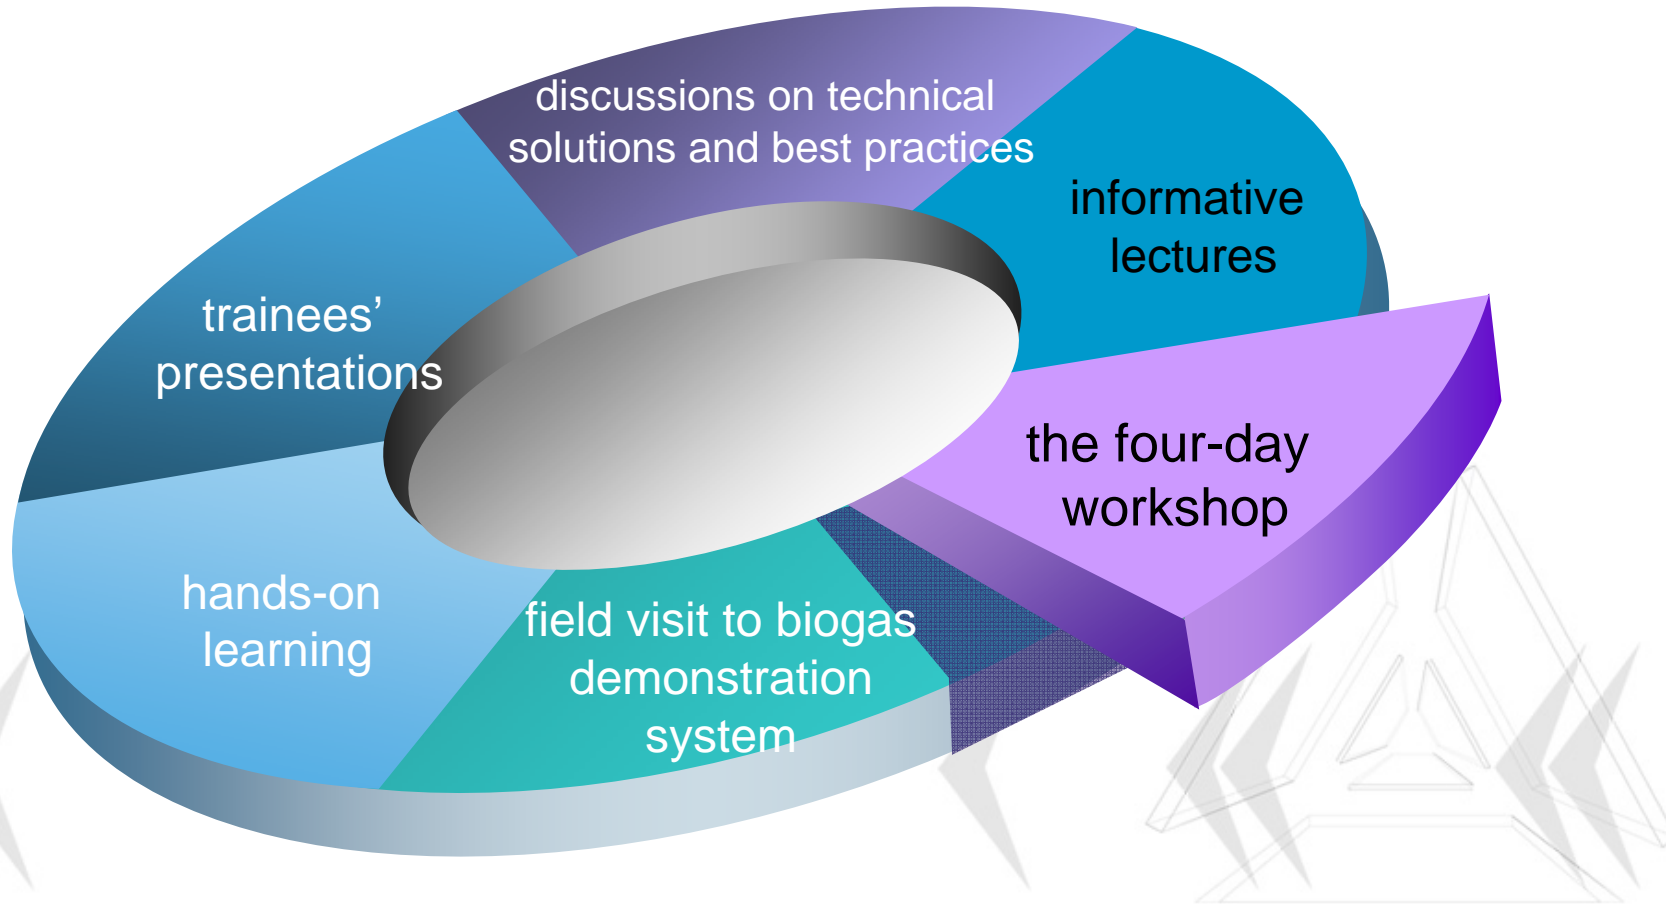 discussions on technical
solutions and best practices
informative
lectures
trainees’
presentations
the four-day
workshop
hands-on
learning
field visit to biogas
demonstration
system